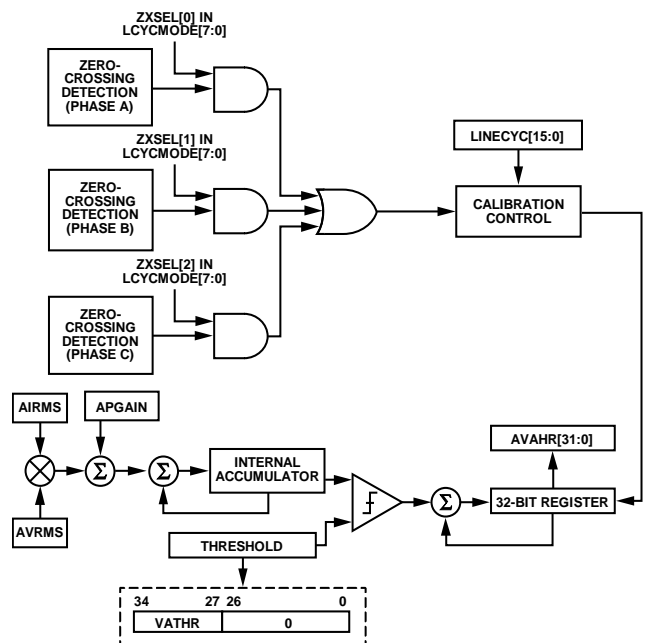 ZXSEL[0] IN
LCYCMODE[7:0]
ZERO-
CROSSING
DETECTION
(PHASE A)
ZXSEL[1] IN
LCYCMODE[7:0]
ZERO-
CROSSING
DETECTION
(PHASE B)
ZXSEL[2] IN
LCYCMODE[7:0]
ZERO-
CROSSING
DETECTION
(PHASE C)
LINECYC[15:0]
CALIBRATION
CONTROL
AIRMS
APGAIN
AVRMS
Σ
Σ
INTERNAL
ACCUMULATOR
THRESHOLD
Σ
AVAHR[31:0]
32-BIT REGISTER
34 27 26 0
VATHR 0